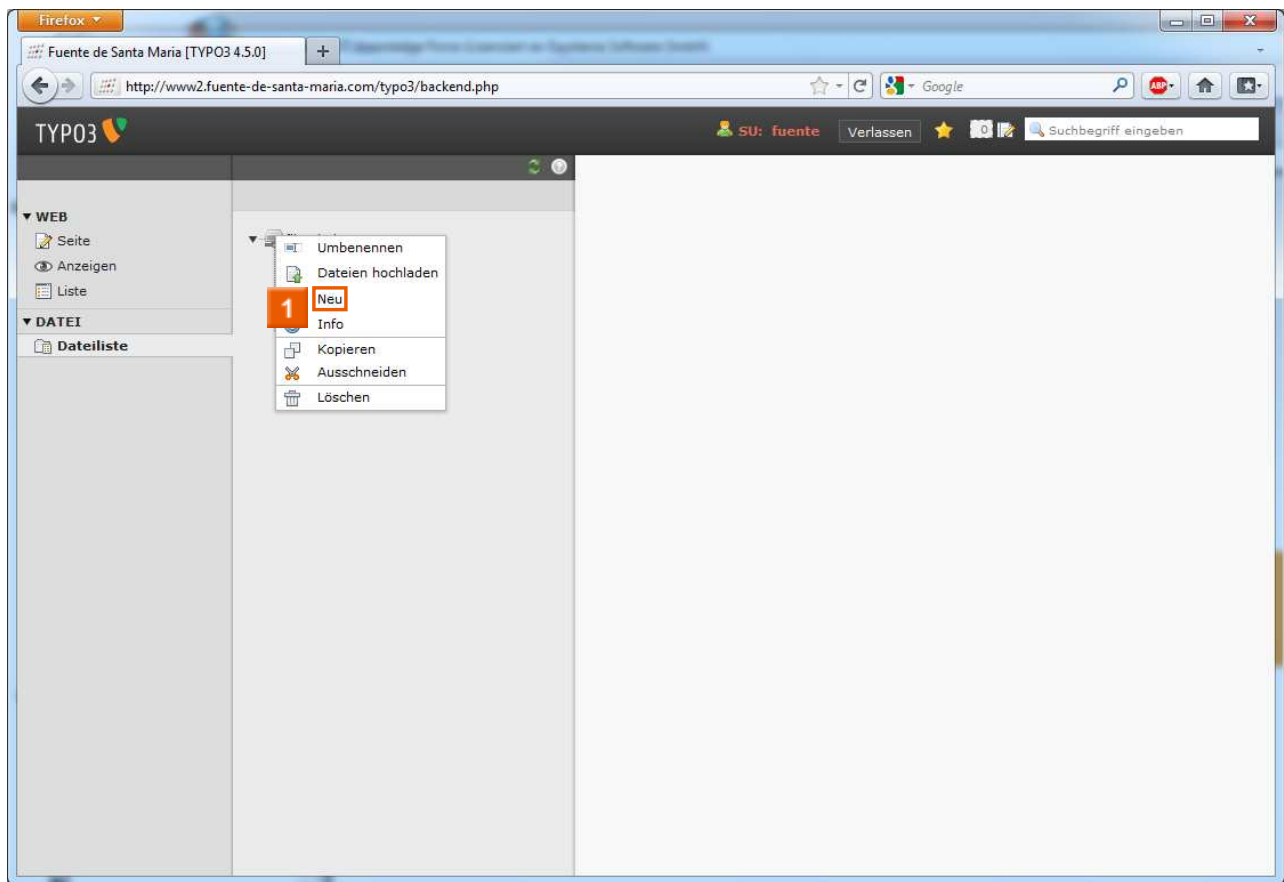 Firefox
Fuente de Santa Maria [TYPO3 4.5.0]
http://www2.fuente-de-santa-maria.com/typo3/backend.php
Google
ABP
TYPO3
SU: fuente
Verlassen
0
Suchbegriff eingeben
WEB
Seite
Anzeigen
Liste
DATEI
Dateiliste
Umbenennen
Dateien hochladen
1
Neu
Info
Kopieren
Ausschneiden
Löschen